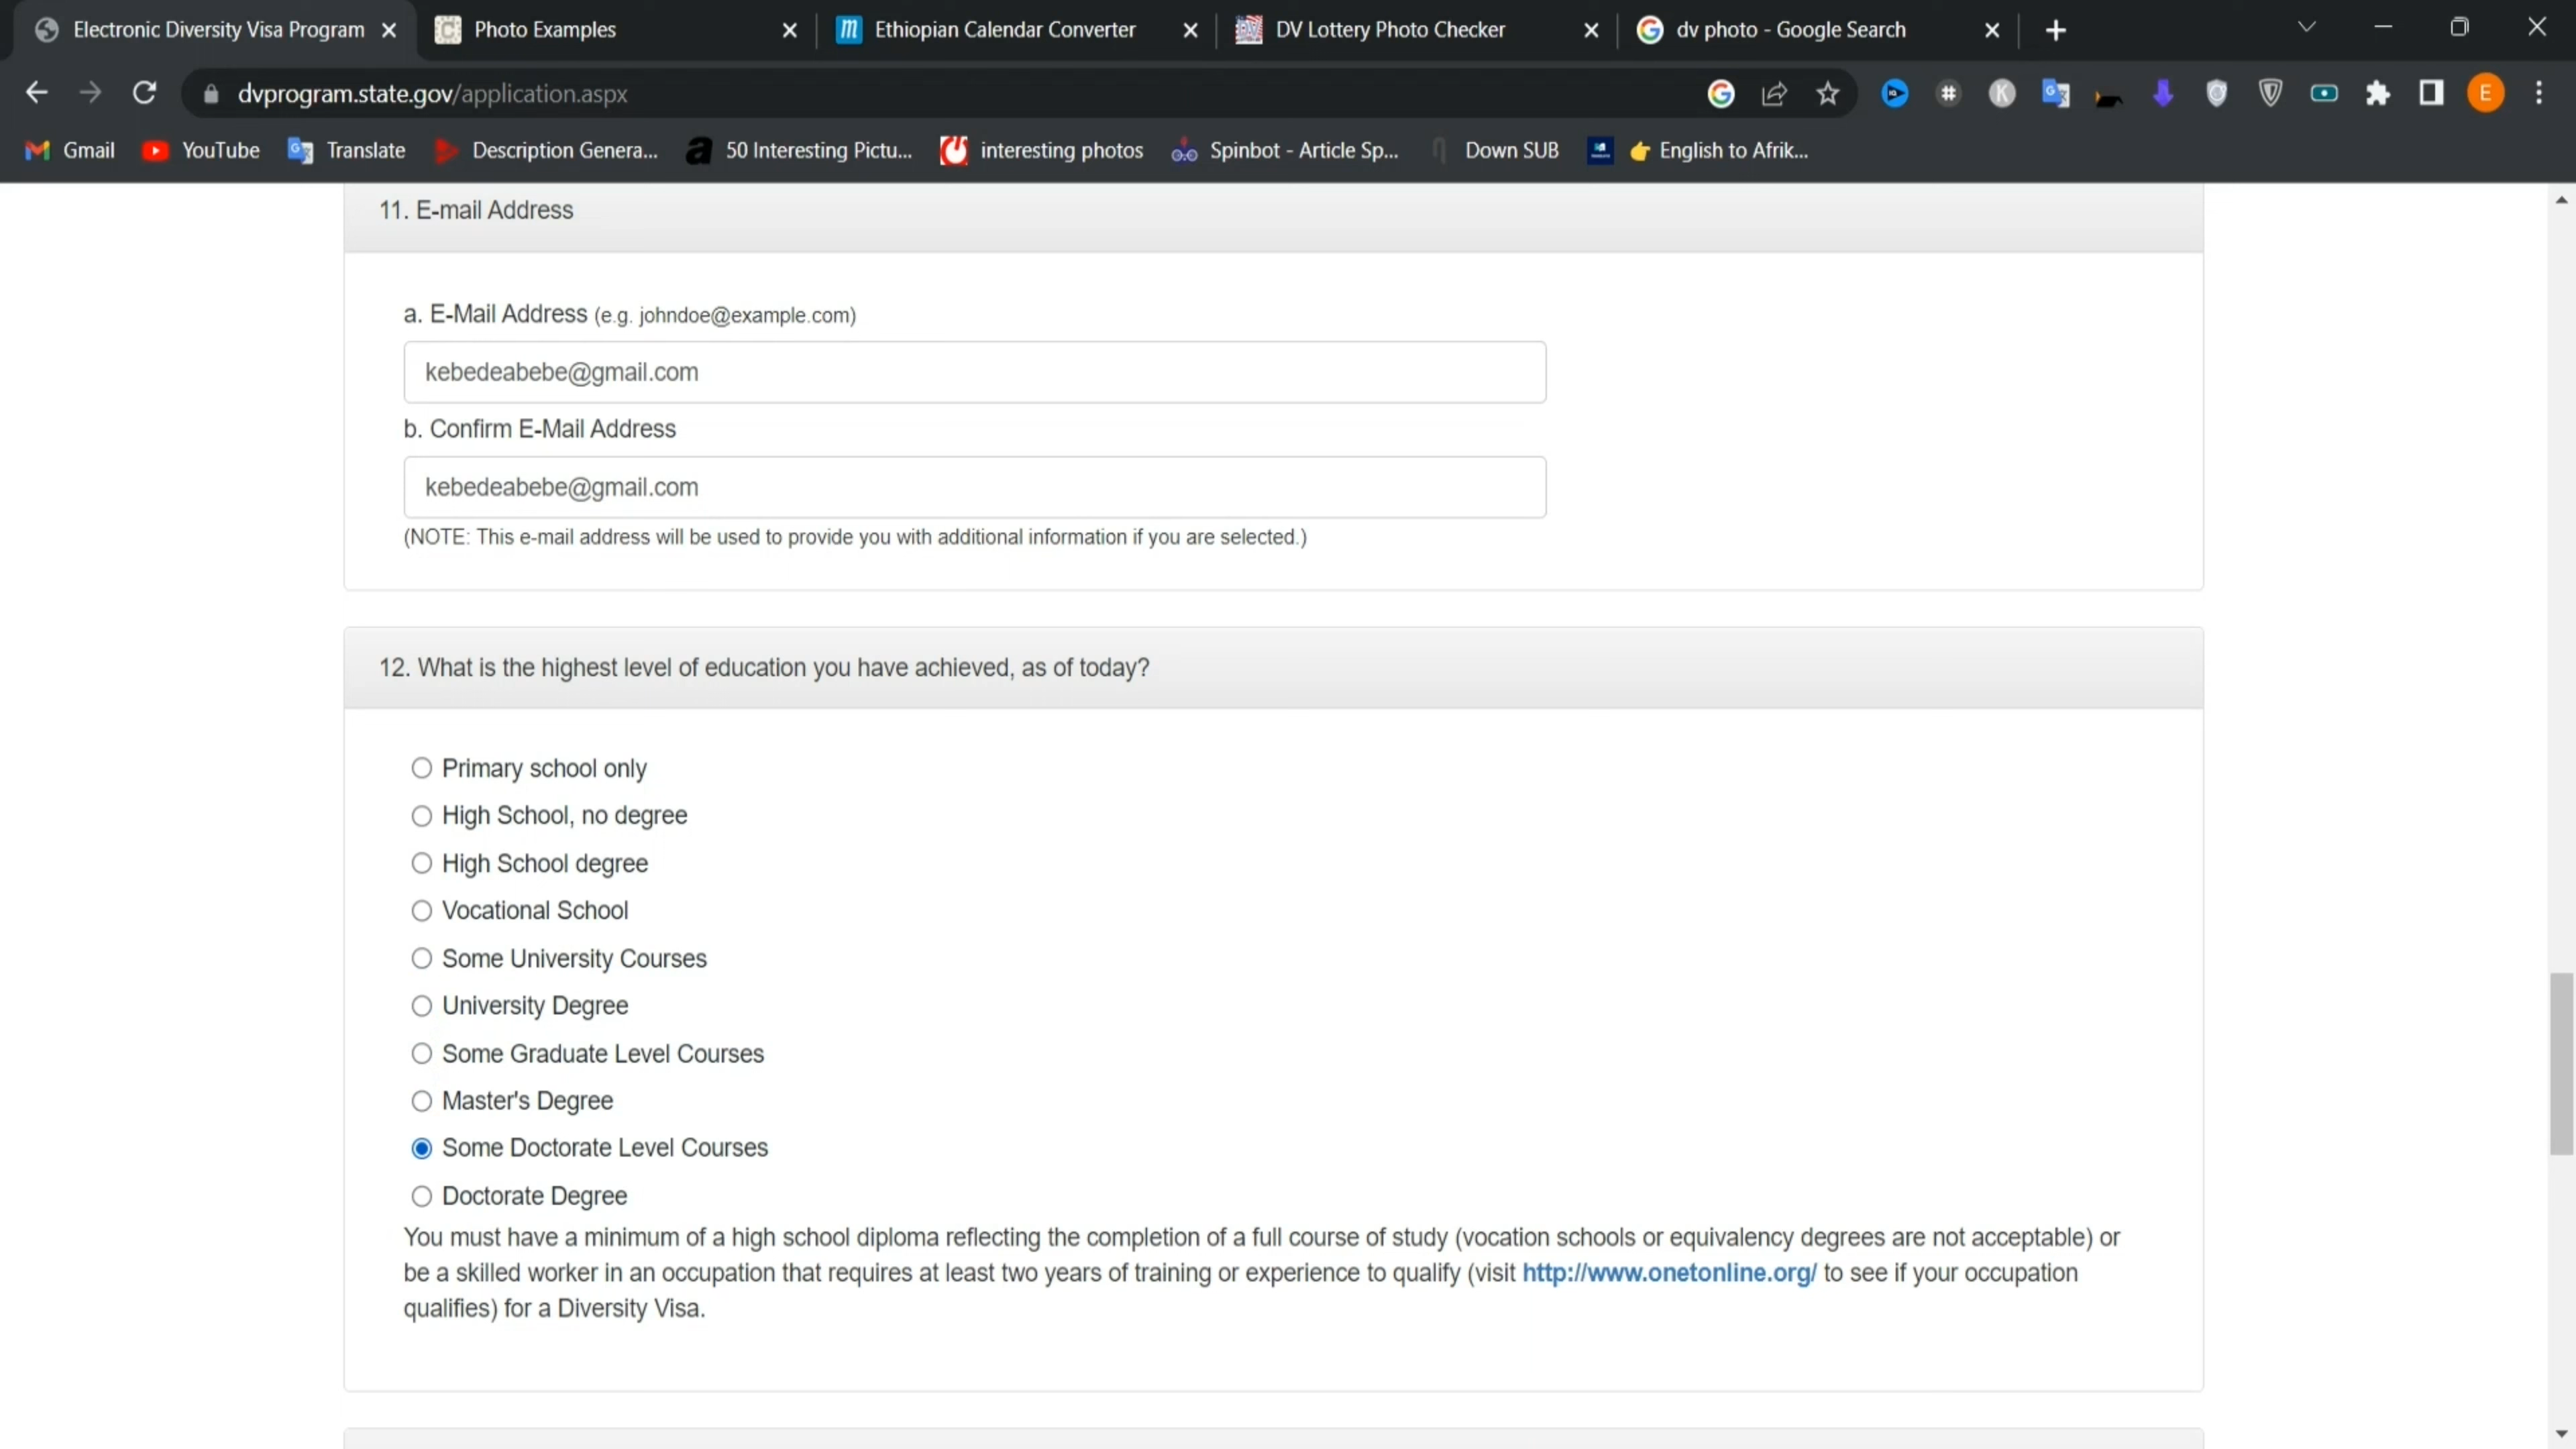 Electronic Diversity Visa Program
Photo Examples
Ethiopian Calendar Converter
DV Lottery Photo Checker
dv photo - Google Search
dvprogram.state.gov/application.aspx
Gmail
YouTube
Translate
Description Genera...
50 Interesting Pictu...
interesting photos
Spinbot - Article Sp...
Down SUB
English to Afrik...
11. E-mail Address
a. E-Mail Address (e.g. johndoe@example.com)
kebedeabebe@gmail.com
b. Confirm E-Mail Address
kebedeabebe@gmail.com
(NOTE: This e-mail address will be used to provide you with additional information if you are selected.)
12. What is the highest level of education you have achieved, as of today?
Primary school only
High School, no degree
High School degree
Vocational School
Some University Courses
University Degree
Some Graduate Level Courses
Master's Degree
Some Doctorate Level Courses
Doctorate Degree
You must have a minimum of a high school diploma reflecting the completion of a full course of study (vocation schools or equivalency degrees are not acceptable) or
be a skilled worker in an occupation that requires at least two years of training or experience to qualify (visit http://www.onetonline.org/ to see if your occupation
qualifies) for a Diversity Visa.